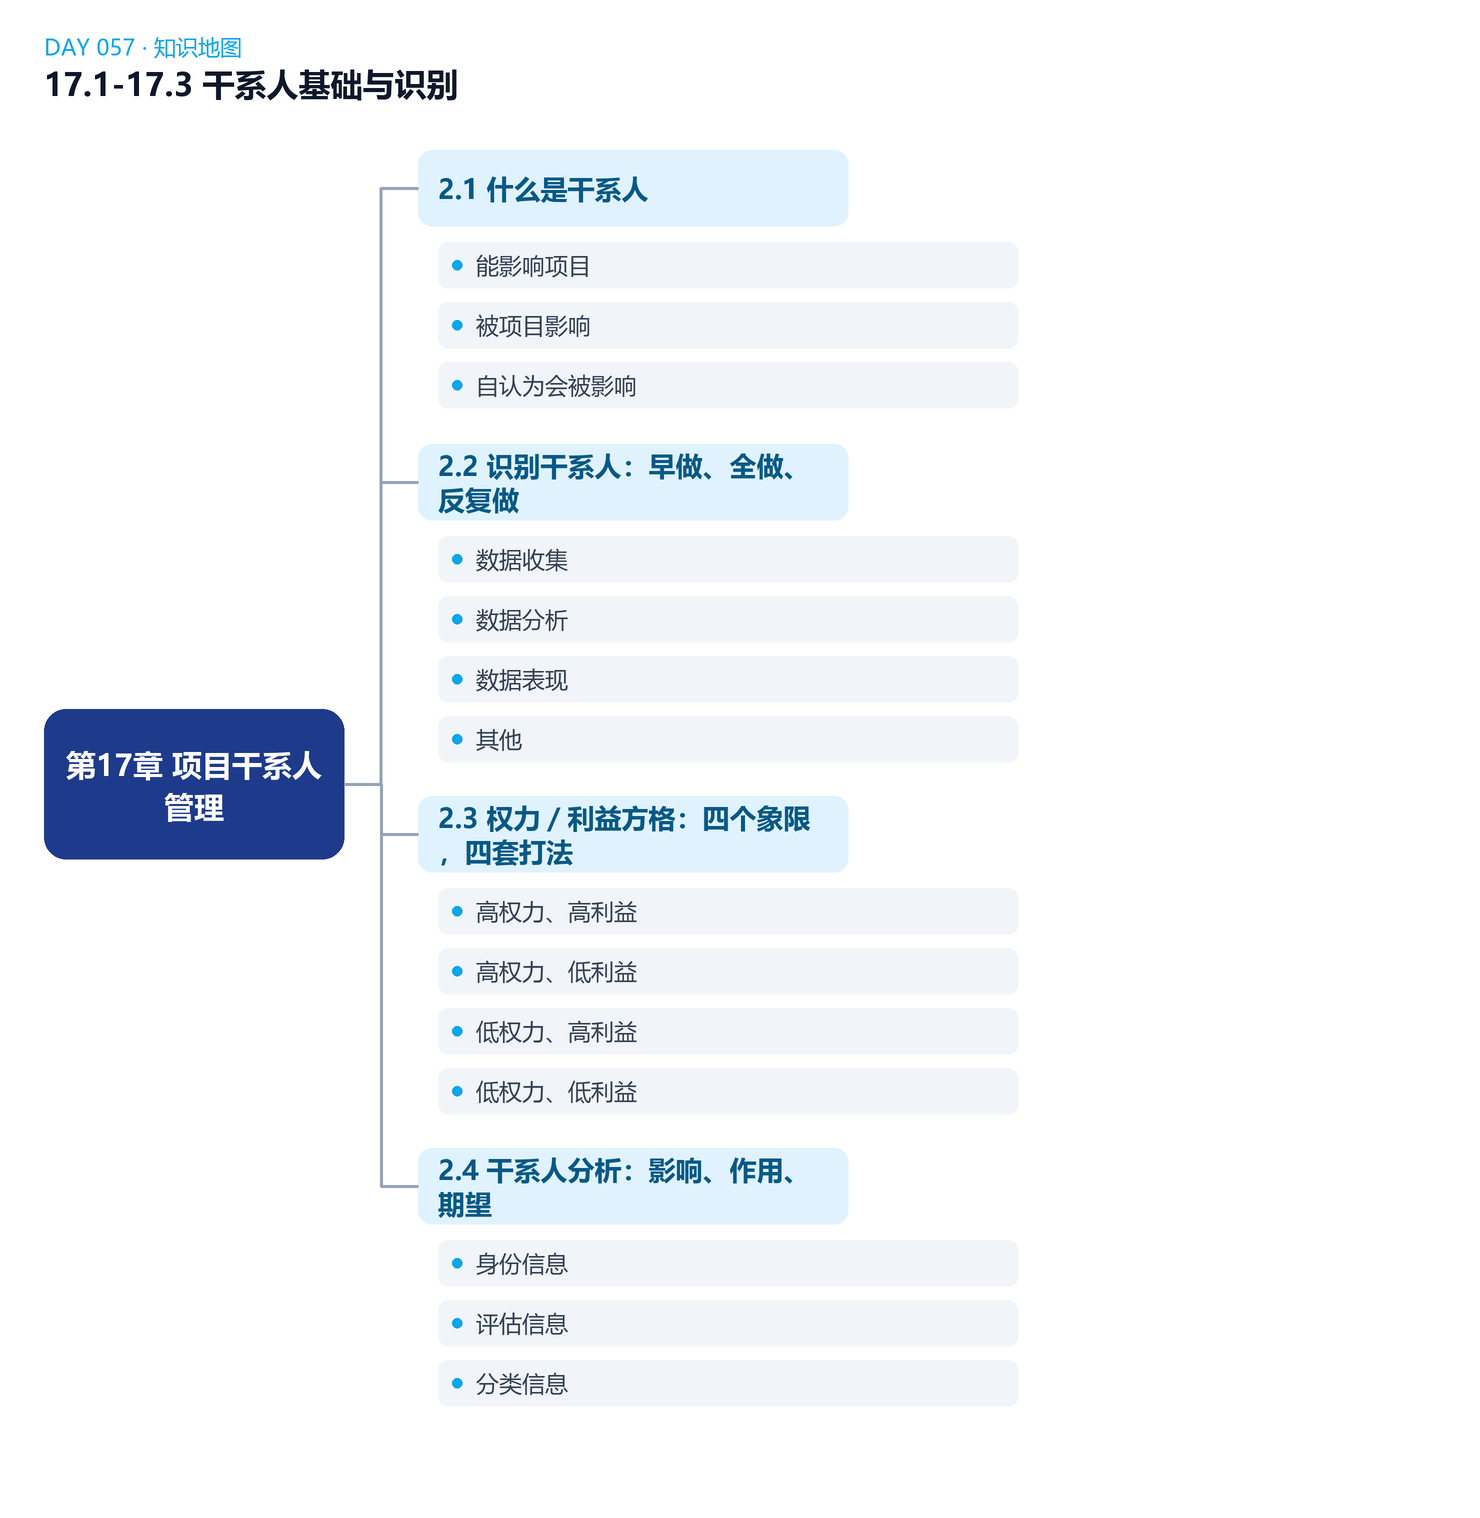 DAY 057 · 知识地图
17.1-17.3 干系人基础与识别
2.1 什么是干系人
能影响项目
被项目影响
自认为会被影响
2.2 识别干系人：早做、全做、
反复做
数据收集
数据分析
数据表现
其他
第17章 项目干系人
管理
2.3 权力 / 利益方格：四个象限
，四套打法
高权力、高利益
高权力、低利益
低权力、高利益
低权力、低利益
2.4 干系人分析：影响、作用、
期望
身份信息
评估信息
分类信息